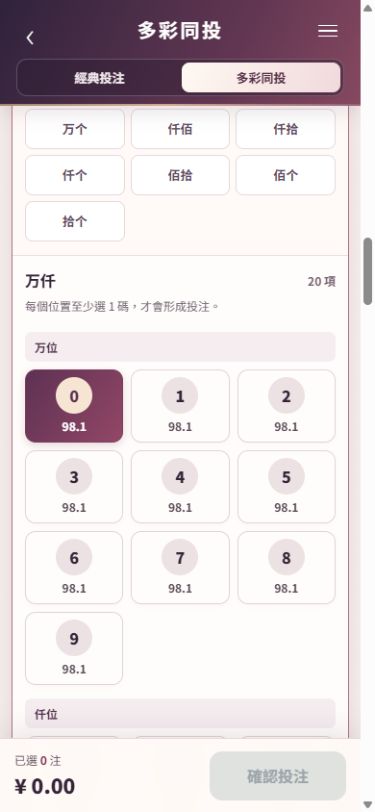 多彩同投
經典投注
多彩同投
万个
仟佰
仟拾
仟个
佰拾
佰个
拾个
万仟
20 項
每個位置至少選 1 碼，才會形成投注。
万位
0
98.1
1
98.1
2
98.1
3
98.1
4
98.1
5
98.1
6
98.1
7
98.1
8
98.1
9
98.1
仟位
已選 0 注
¥ 0.00
確認投注